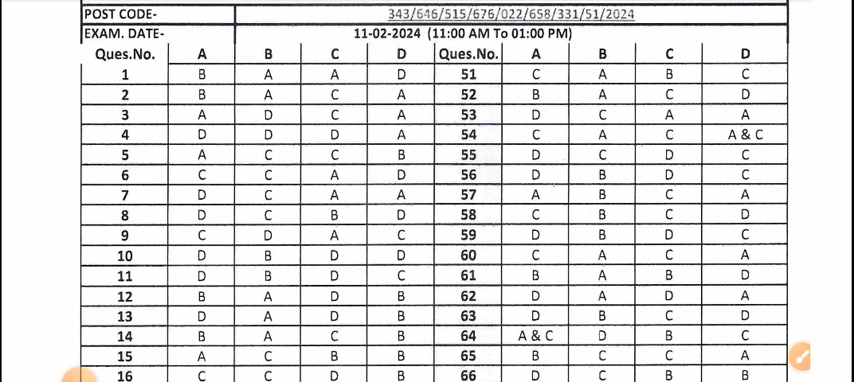 POST CODE- 343/646/515/676/022/658/331/51/2024
EXAM. DATE- 11-02-2024 (11:00 AM To 01:00 PM)
Ques.No. A B C D Ques.No. A B C D
1 B A A D 51 C A B C
2 B A C A 52 B A C D
3 A D C A 53 D C A A
4 D D D A 54 C A C A & C
5 A C C B 55 D C D C
6 C C A D 56 D B D C
7 D C A A 57 A B C A
8 D C B D 58 C B C D
9 C D A C 59 D B D C
10 D B D D 60 C A C A
11 D B D C 61 B A B D
12 B A D B 62 D A D A
13 D A D B 63 D B C D
14 B A C B 64 A & C D B C
15 A C B B 65 B C C A
16 C C D B 66 D C B B